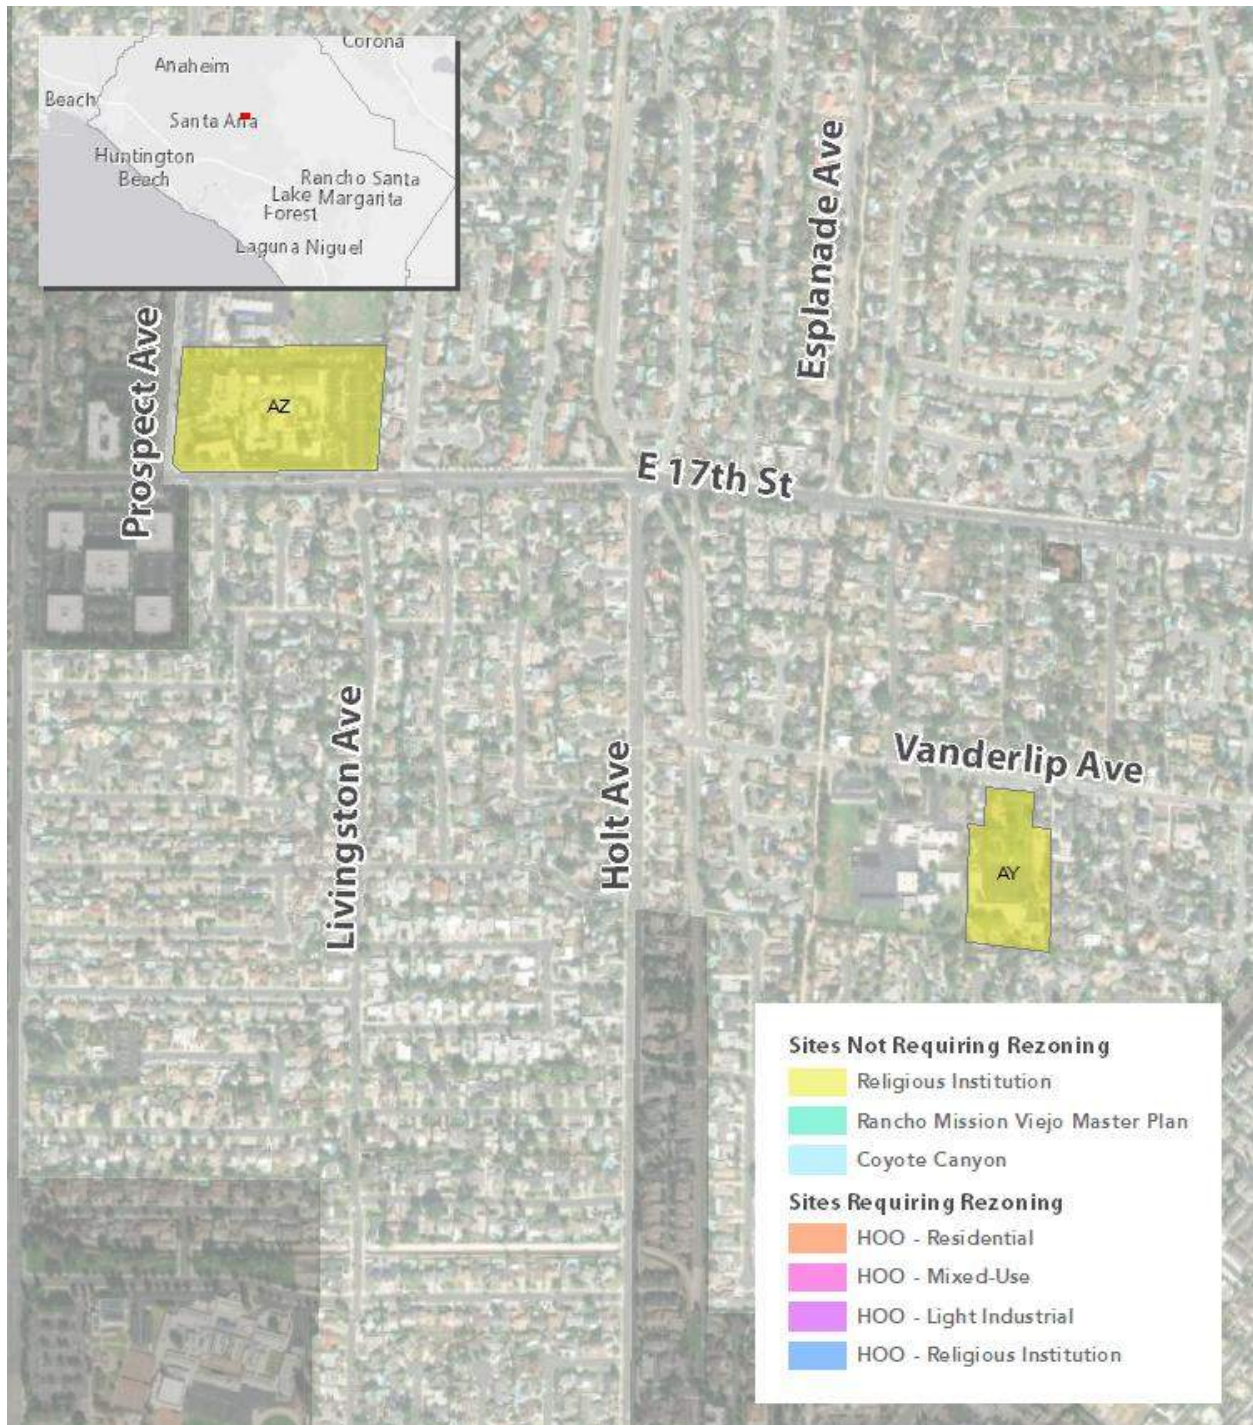 Corona
Anaheim
Beach
Santa Ana
Huntington
Beach
Rancho Santa
Lake Margarita
Forest
Laguna Niguel
Esplanade Ave
Prospect Ave
AZ
E 17th St
Vanderlip Ave
Livingston Ave
Holt Ave
AY
Sites Not Requiring Rezoning
Religious Institution
Rancho Mission Viejo Master Plan
Coyote Canyon
Sites Requiring Rezoning
HOO - Residential
HOO - Mixed-Use
HOO - Light Industrial
HOO - Religious Institution